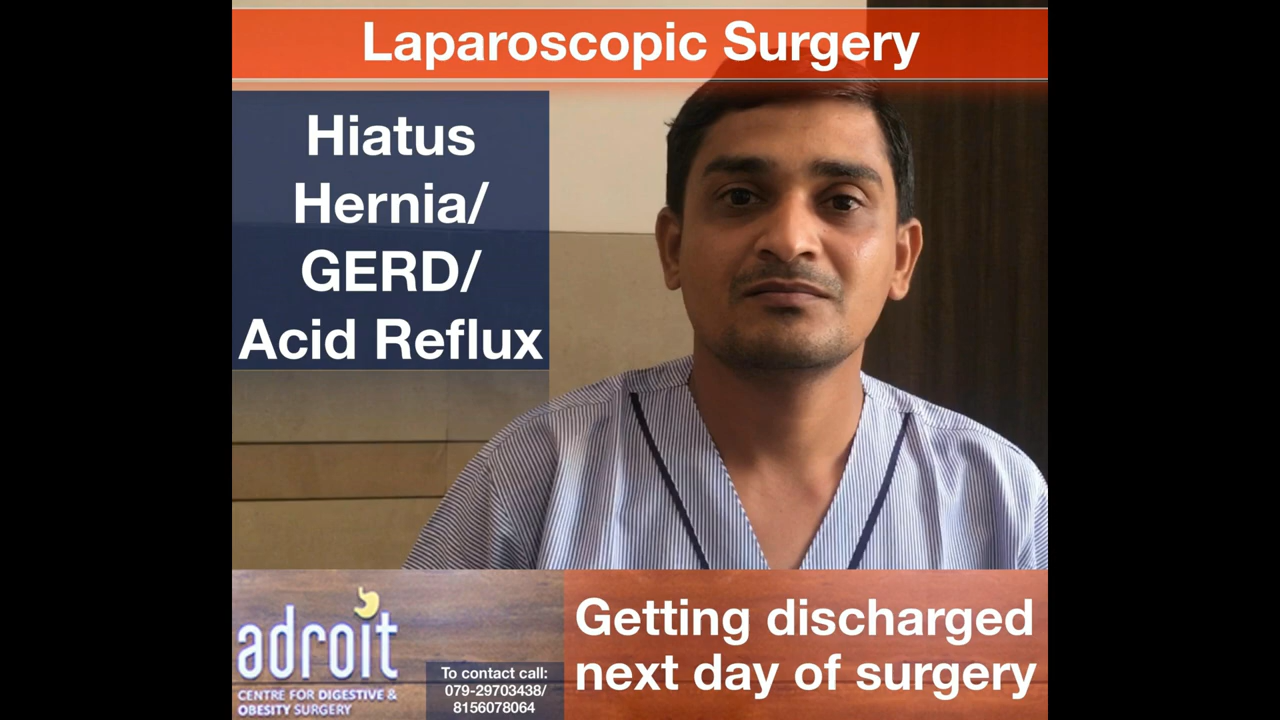 Laparoscopic Surgery
Hiatus
Hernia/
GERD/
Acid Reflux
adroit
CENTRE FOR DIGESTIVE &
OBESITY SURGERY
To contact call:
079-29703438/
8156078064
Getting discharged
next day of surgery